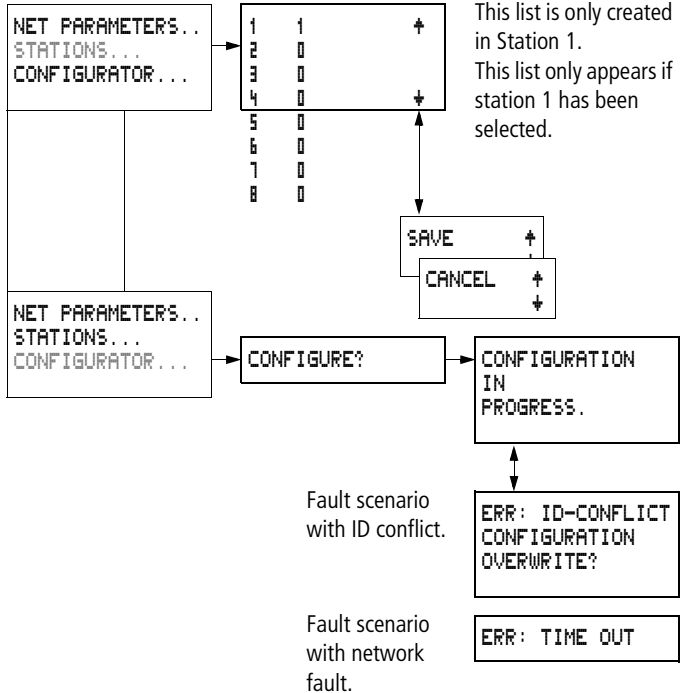 NET PARAMETERS..
STATIONS...
CONFIGURATOR...
1 1
2 0
3 0
4 0
5 0
6 0
7 0
8 0
This list is only created
in Station 1.
This list only appears if
station 1 has been
selected.
SAVE
CANCEL
NET PARAMETERS..
STATIONS...
CONFIGURATOR...
CONFIGURE?
CONFIGURATION
IN
PROGRESS.
Fault scenario
with ID conflict.
ERR: ID-CONFLICT
CONFIGURATION
OVERWRITE?
Fault scenario
with network
fault.
ERR: TIME OUT